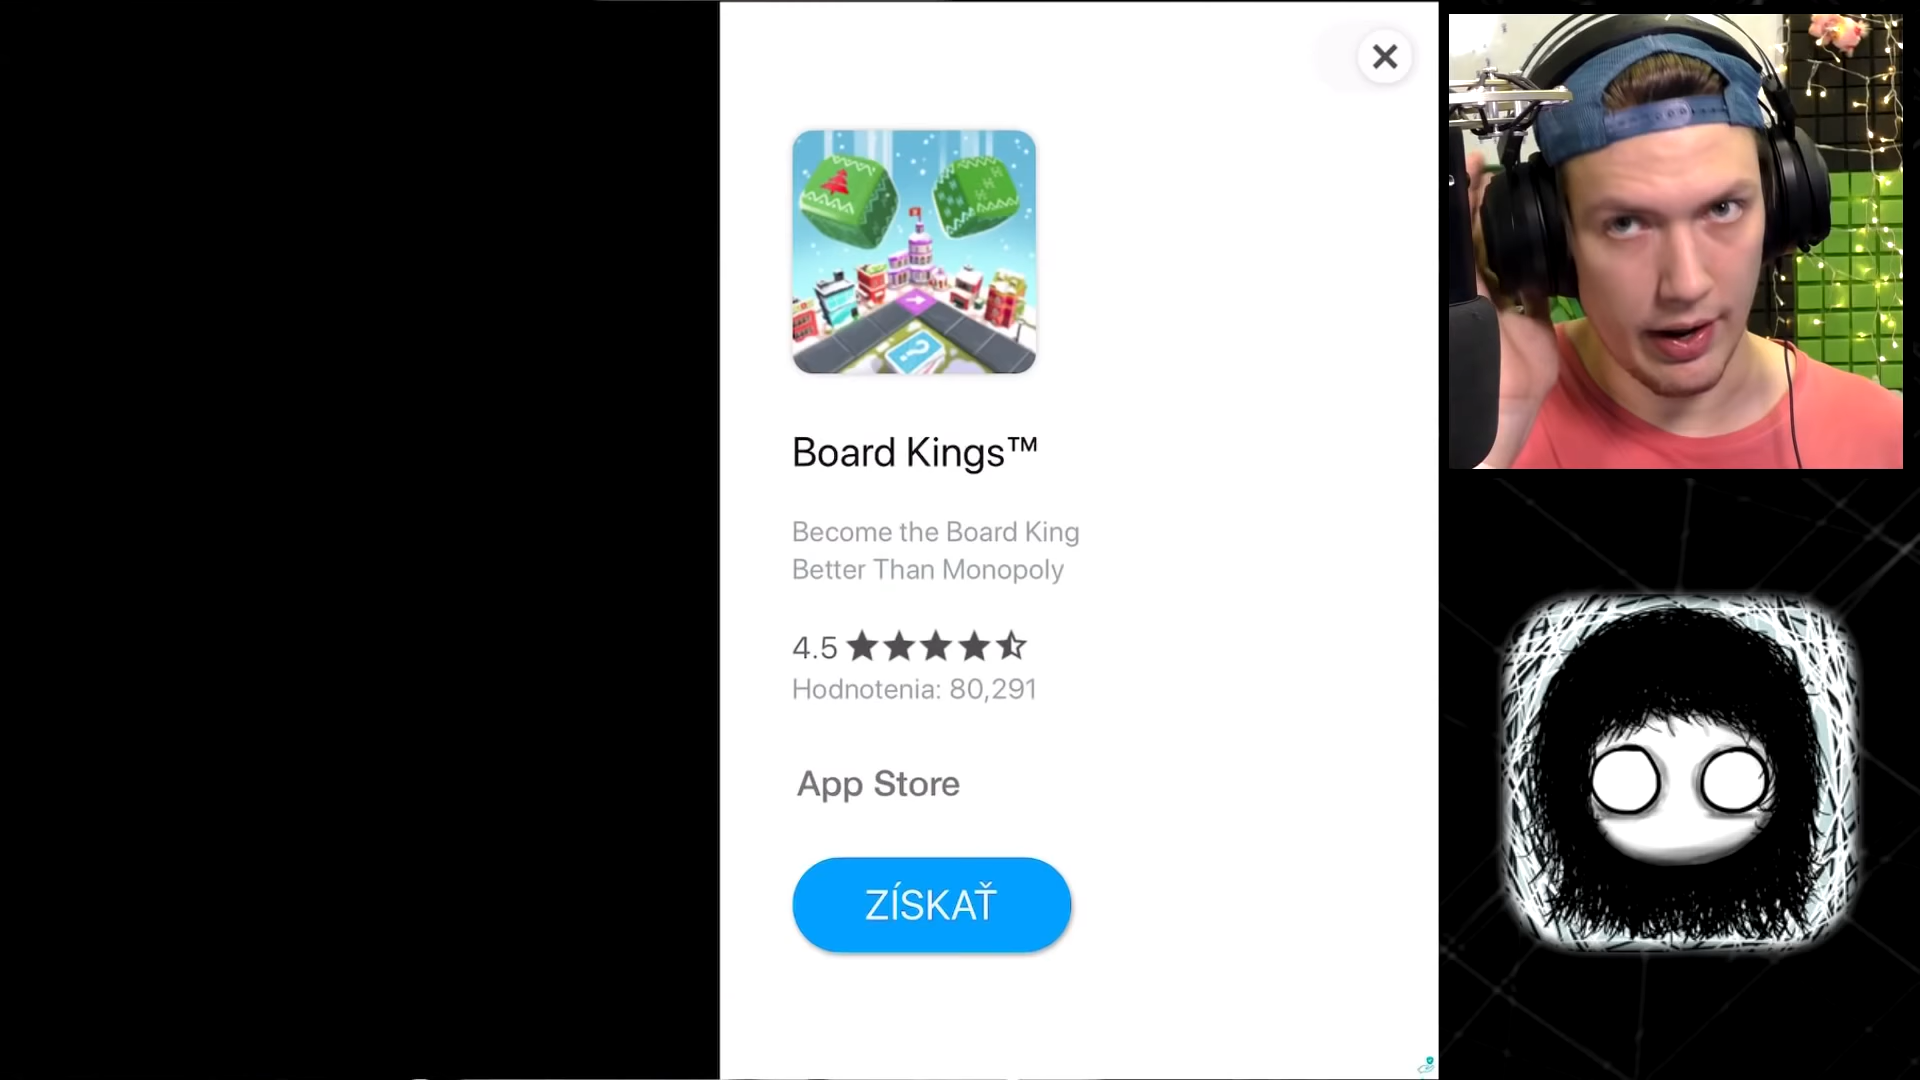 Board Kings™
Become the Board King
Better Than Monopoly
4.5
Hodnotenia: 80,291
App Store
ZÍSKAŤ